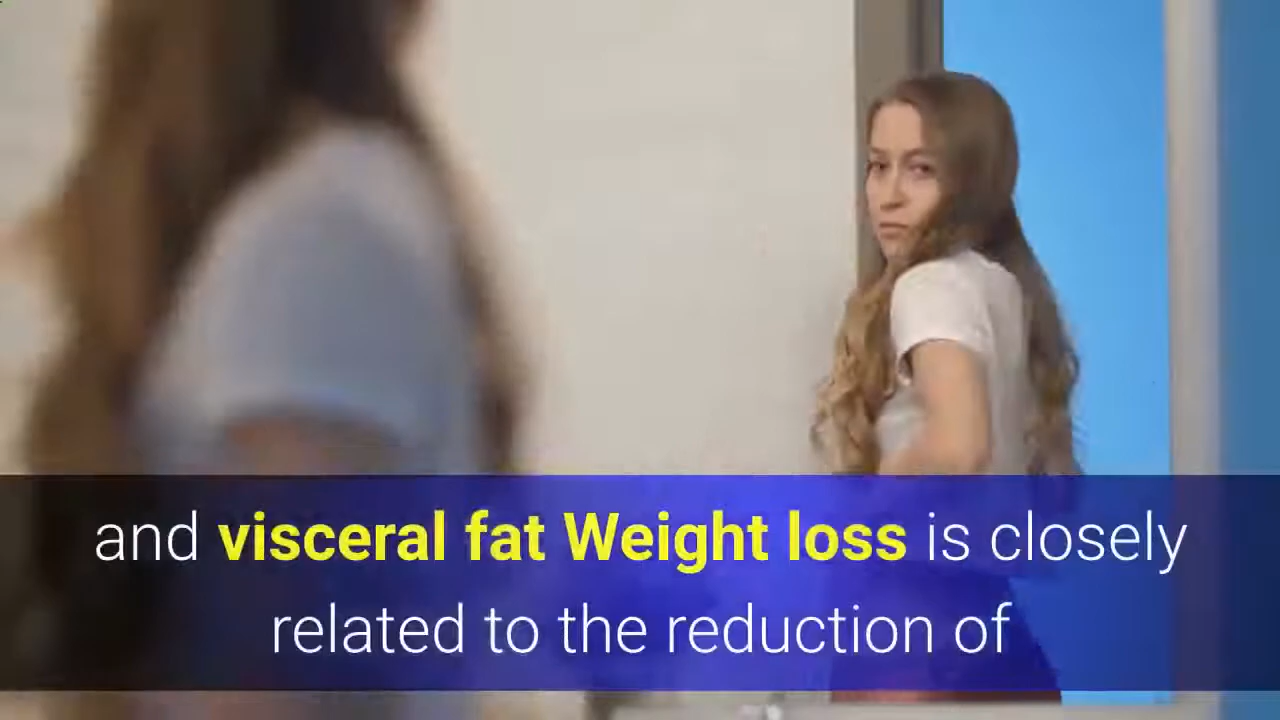 and visceral fat Weight loss is closely
related to the reduction of